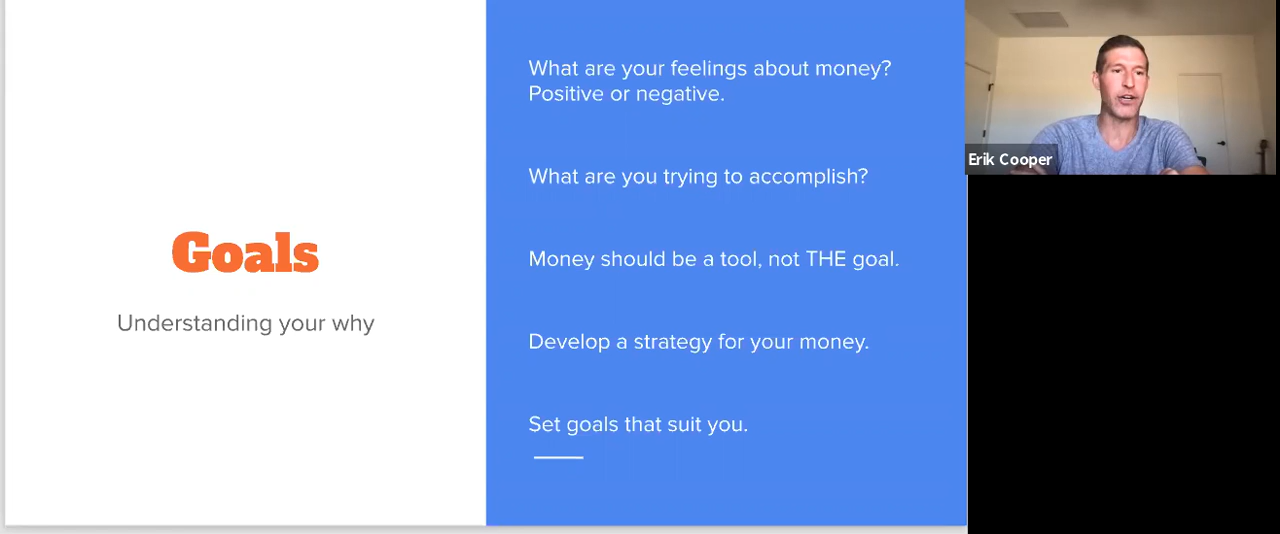 Goals
Understanding your why
What are your feelings about money?
Positive or negative.
What are you trying to accomplish?
Money should be a tool, not THE goal.
Develop a strategy for your money.
Set goals that suit you.
Erik Cooper